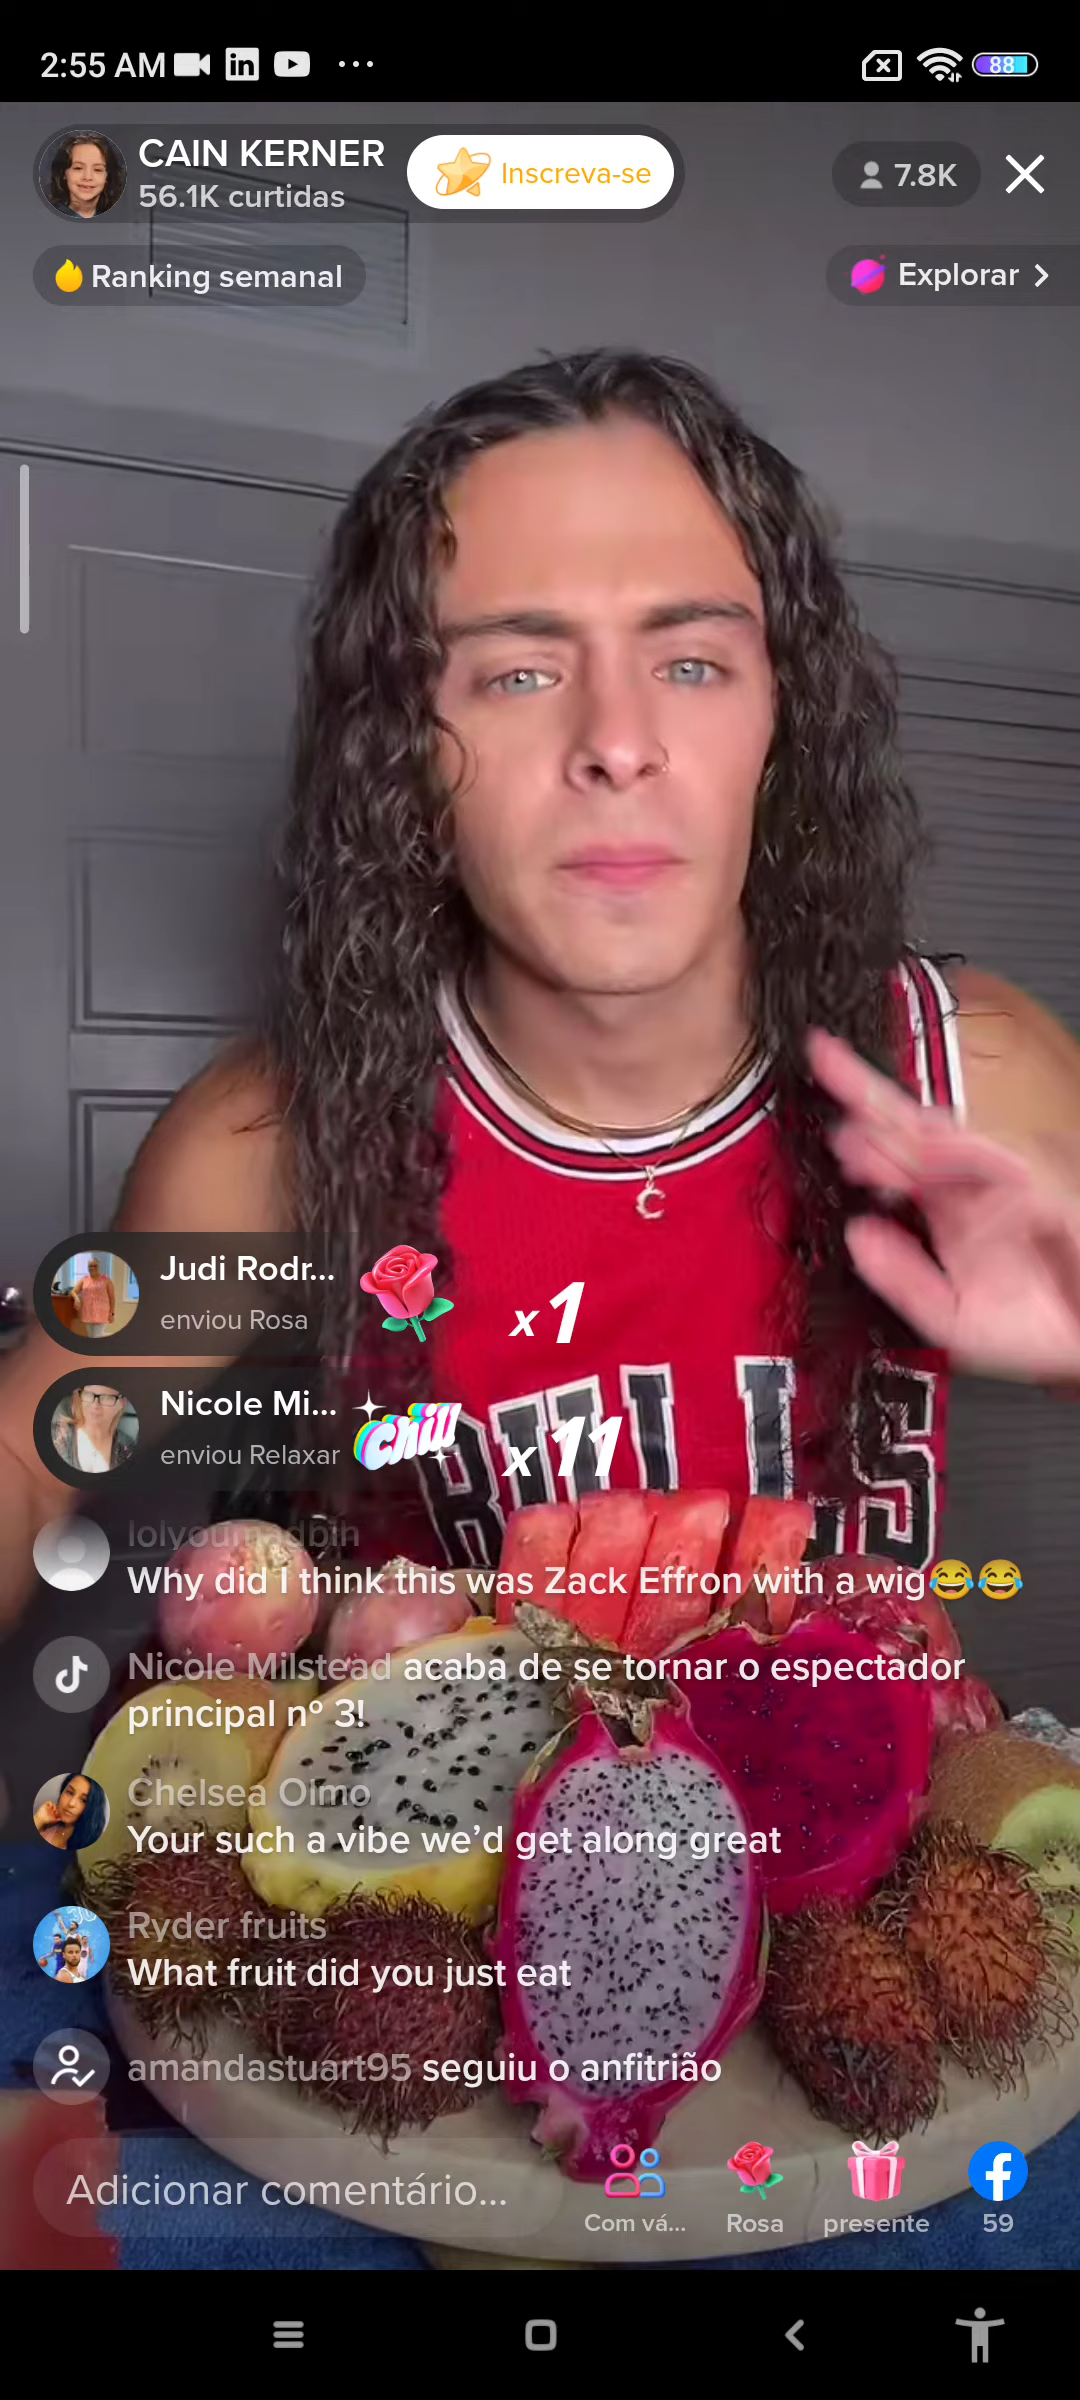 2:55 AM
88
CAIN KERNER
56.1K curtidas
Inscreva-se
7.8K
Ranking semanal
Explorar
Judi Rodr...
enviou Rosa
x1
Nicole Mi...
enviou Relaxar
chill
x11
BULLS
lolyoumadbih
Why did I think this was Zack Effron with a wig😂😂
Nicole Milstead acaba de se tornar o espectador
principal nº 3!
Chelsea Olmo
Your such a vibe we’d get along great
Ryder fruits
What fruit did you just eat
amandastuart95 seguiu o anfitrião
Adicionar comentário...
Com vá...
Rosa
presente
59